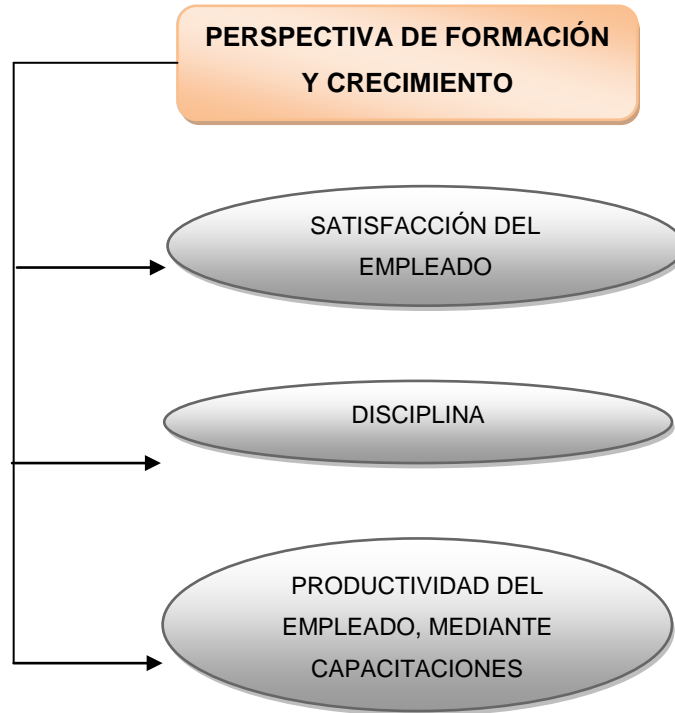 PERSPECTIVA DE FORMACIÓN
Y CRECIMIENTO
SATISFACCIÓN DEL
EMPLEADO
DISCIPLINA
PRODUCTIVIDAD DEL
EMPLEADO, MEDIANTE
CAPACITACIONES